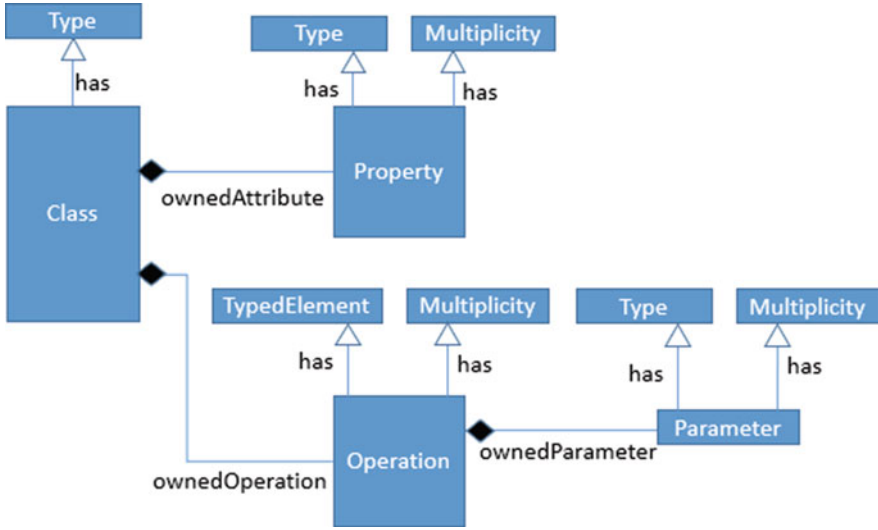 Type
Type
Multiplicity
has
has
has
Class
Property
ownedAttribute
TypedElement
Multiplicity
Type
Multiplicity
has
has
has
has
Operation
Parameter
ownedOperation
ownedParameter